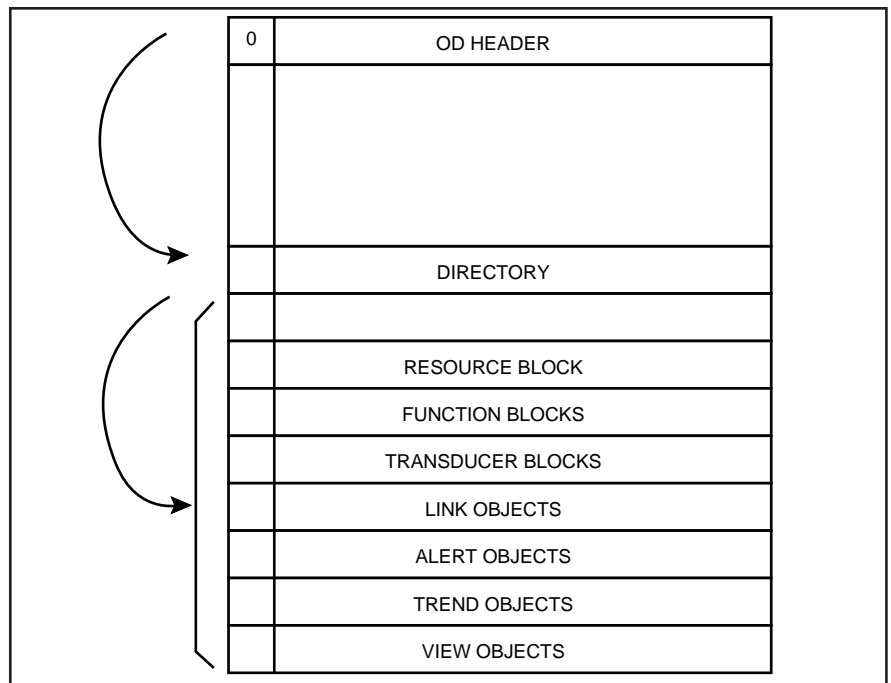 0 OD HEADER
DIRECTORY
RESOURCE BLOCK
FUNCTION BLOCKS
TRANSDUCER BLOCKS
LINK OBJECTS
ALERT OBJECTS
TREND OBJECTS
VIEW OBJECTS